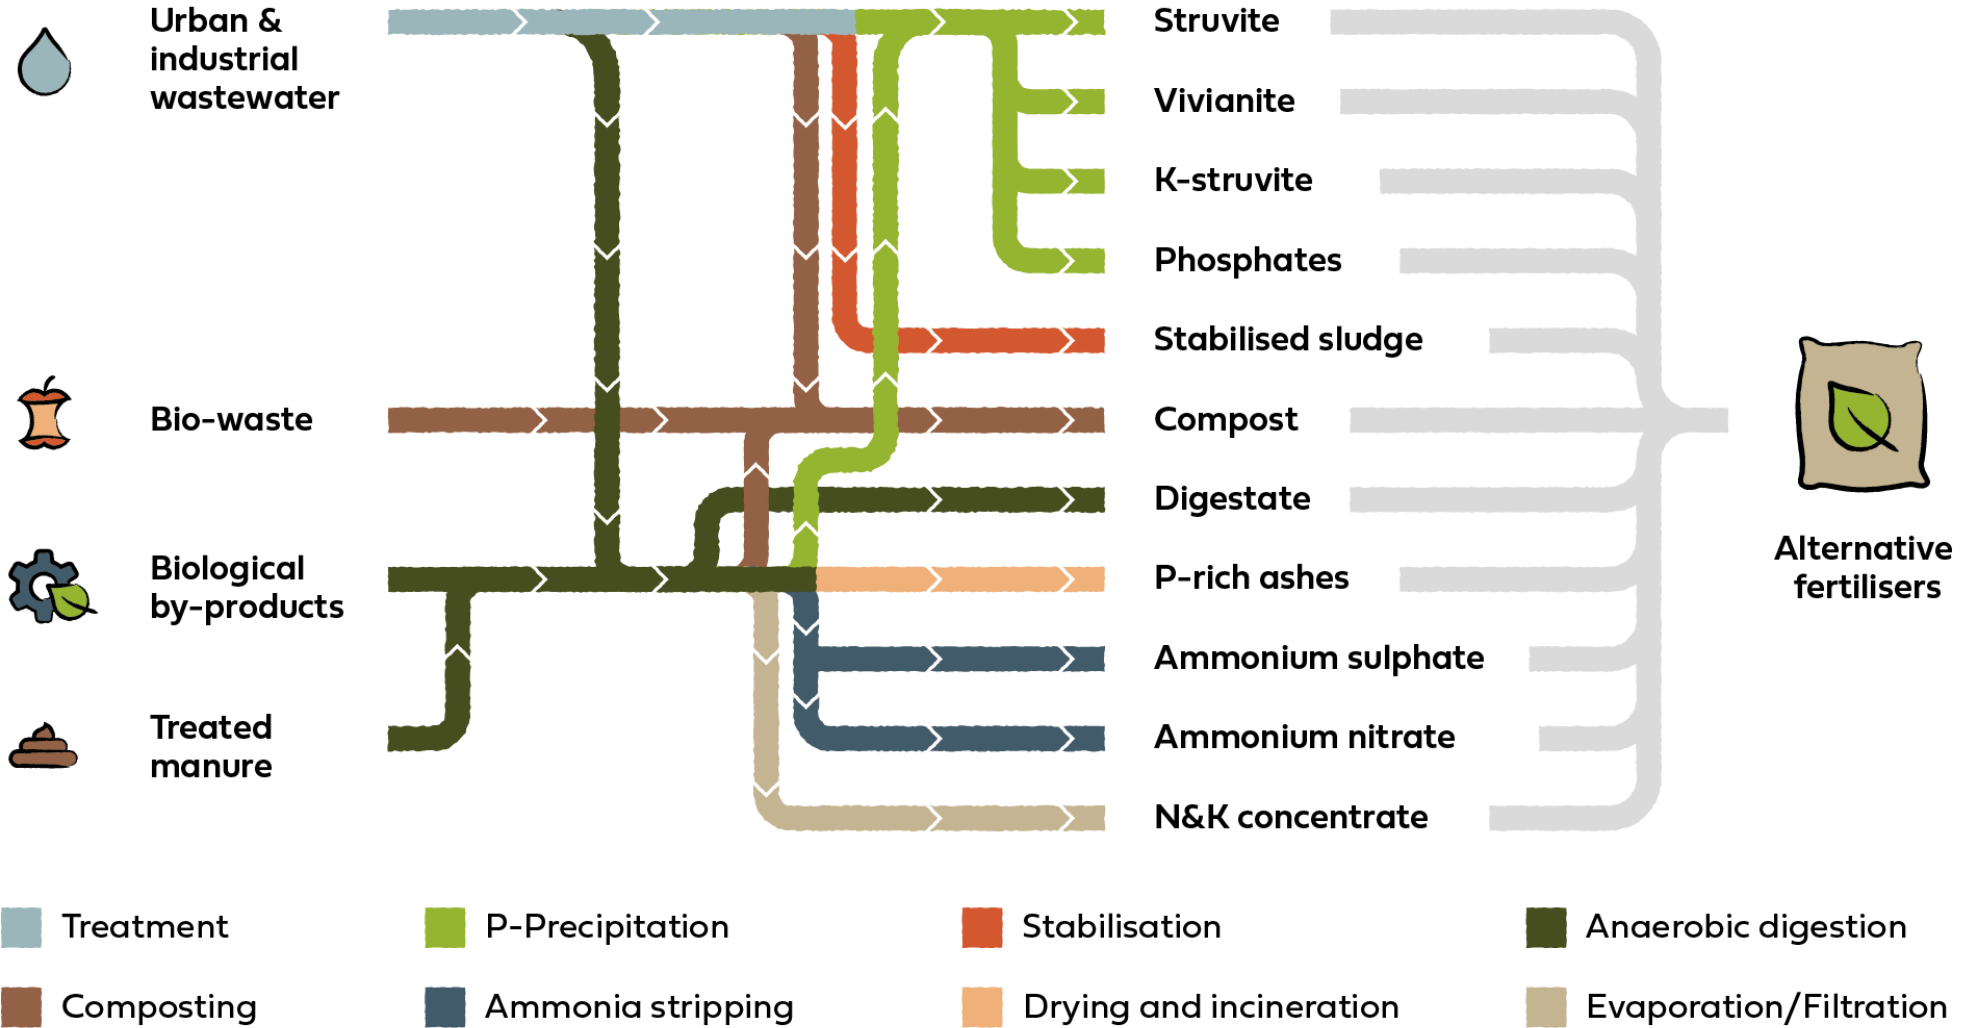 Urban &
industrial
wastewater
Bio-waste
Biological
by-products
Treated
manure
Struvite
Vivianite
K-struvite
Phosphates
Stabilised sludge
Compost
Digestate
P-rich ashes
Ammonium sulphate
Ammonium nitrate
N&K concentrate
Alternative
fertilisers
Treatment
P-Precipitation
Stabilisation
Anaerobic digestion
Composting
Ammonia stripping
Drying and incineration
Evaporation/Filtration